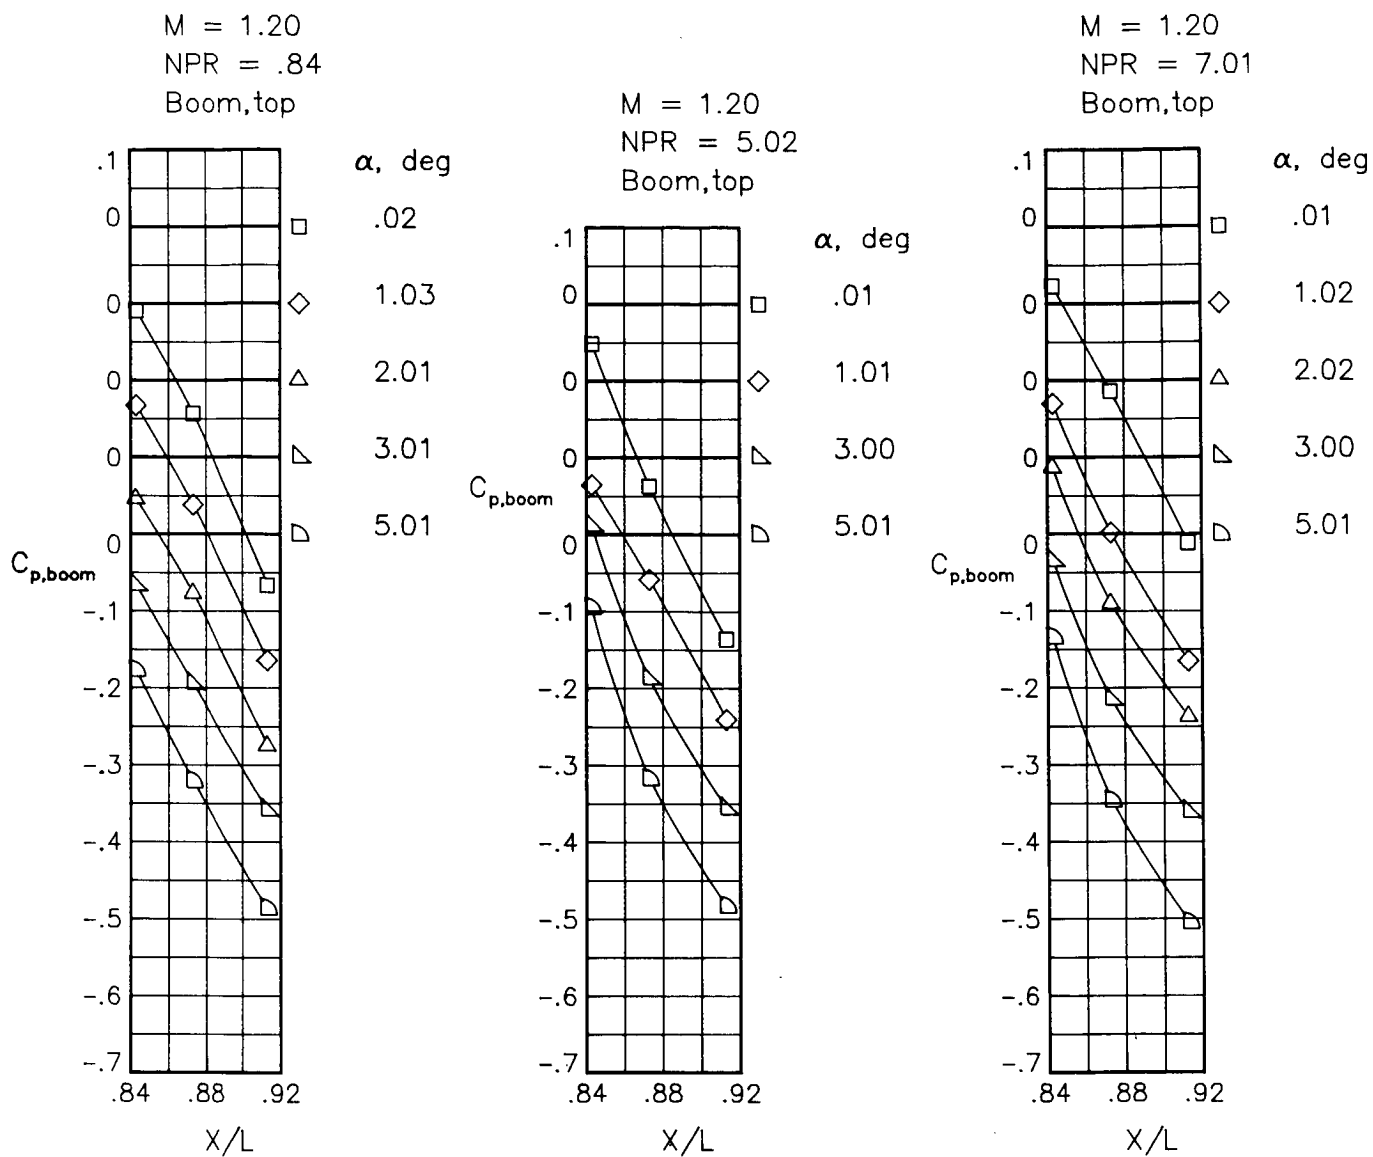 M = 1.20
NPR = .84
Boom,top
α, deg
.02
1.03
2.01
3.01
5.01
.1
0
0
0
0
0
-.1
-.2
-.3
-.4
-.5
-.6
-.7
Cp,boom
.84 .88 .92
X/L
M = 1.20
NPR = 5.02
Boom,top
α, deg
.01
1.01
3.00
5.01
.1
0
0
0
0
-.1
-.2
-.3
-.4
-.5
-.6
-.7
Cp,boom
.84 .88 .92
X/L
M = 1.20
NPR = 7.01
Boom,top
α, deg
.01
1.02
2.02
3.00
5.01
.1
0
0
0
0
0
-.1
-.2
-.3
-.4
-.5
-.6
-.7
Cp,boom
.84 .88 .92
X/L